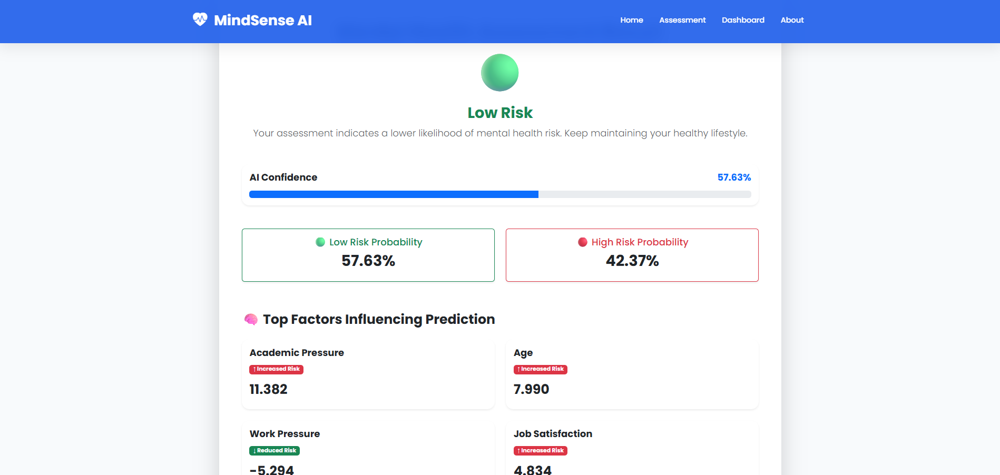 MindSense AI
Home Assessment Dashboard About
Low Risk
Your assessment indicates a lower likelihood of mental health risk. Keep maintaining your healthy lifestyle.
AI Confidence 57.63%
Low Risk Probability
57.63%
High Risk Probability
42.37%
Top Factors Influencing Prediction
Academic Pressure
↑ Increased Risk
11.382
Age
↑ Increased Risk
7.990
Work Pressure
↓ Reduced Risk
-5.294
Job Satisfaction
↑ Increased Risk
4.834